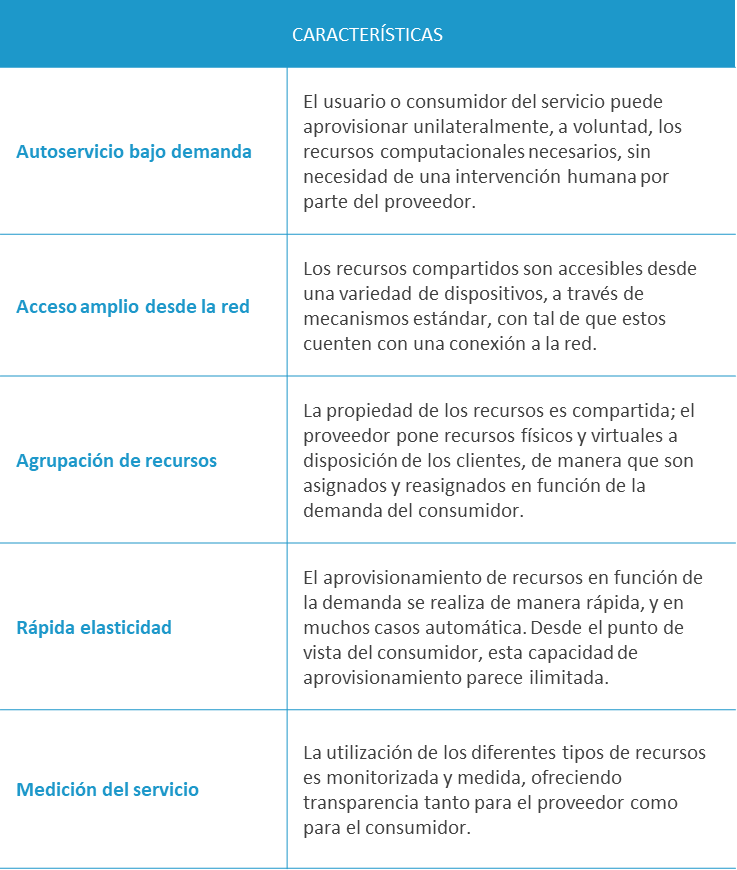 CARACTERÍSTICAS
Autoservicio bajo demanda
El usuario o consumidor del servicio puede
aprovisionar unilateralmente, a voluntad, los
recursos computacionales necesarios, sin
necesidad de una intervención humana por
parte del proveedor.
Acceso amplio desde la red
Los recursos compartidos son accesibles desde
una variedad de dispositivos, a través de
mecanismos estándar, con tal de que estos
cuenten con una conexión a la red.
Agrupación de recursos
La propiedad de los recursos es compartida; el
proveedor pone recursos físicos y virtuales a
disposición de los clientes, de manera que son
asignados y reasignados en función de la
demanda del consumidor.
Rápida elasticidad
El aprovisionamiento de recursos en función de
la demanda se realiza de manera rápida, y en
muchos casos automática. Desde el punto de
vista del consumidor, esta capacidad de
aprovisionamiento parece ilimitada.
Medición del servicio
La utilización de los diferentes tipos de recursos
es monitorizada y medida, ofreciendo
transparencia tanto para el proveedor como
para el consumidor.